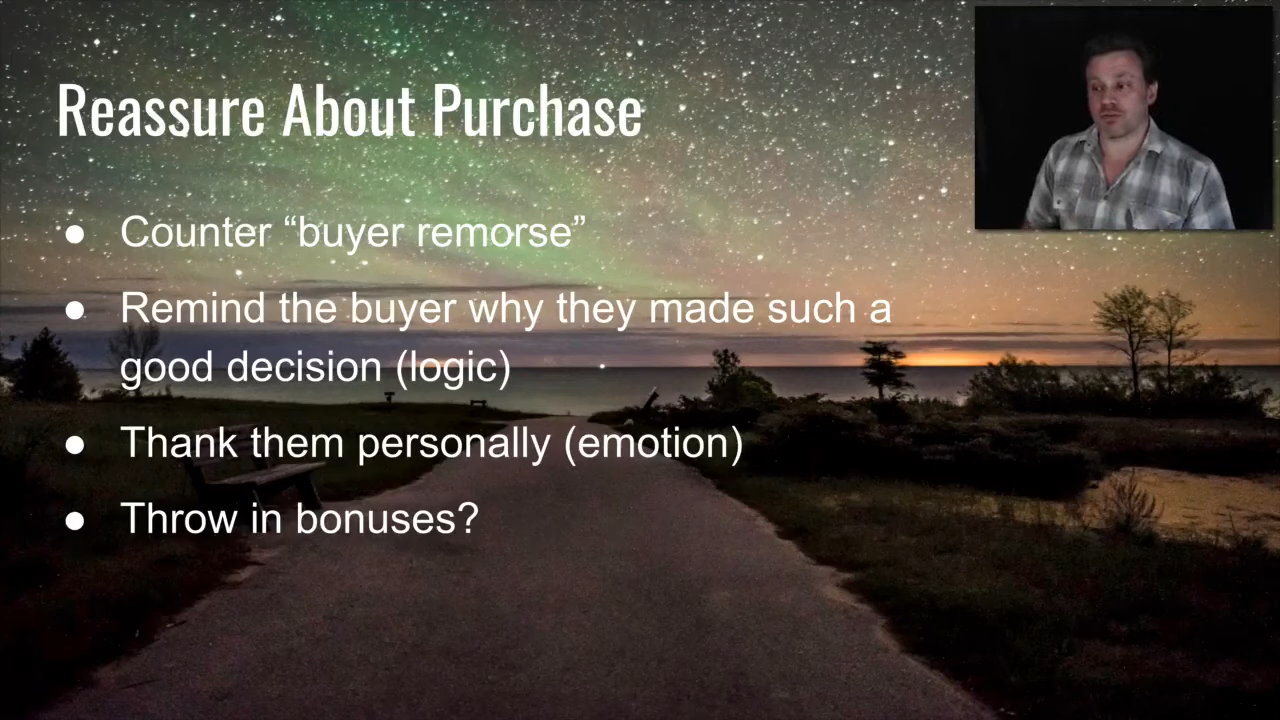 Reassure About Purchase
● Counter “buyer remorse”
● Remind the buyer why they made such a
good decision (logic)
● Thank them personally (emotion)
● Throw in bonuses?